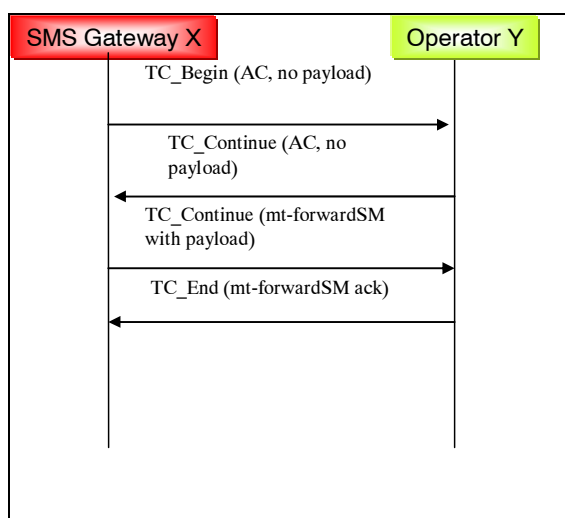 SMS Gateway X
Operator Y
TC_Begin (AC, no payload)
TC_Continue (AC, no
payload)
TC_Continue (mt-forwardSM
with payload)
TC_End (mt-forwardSM ack)